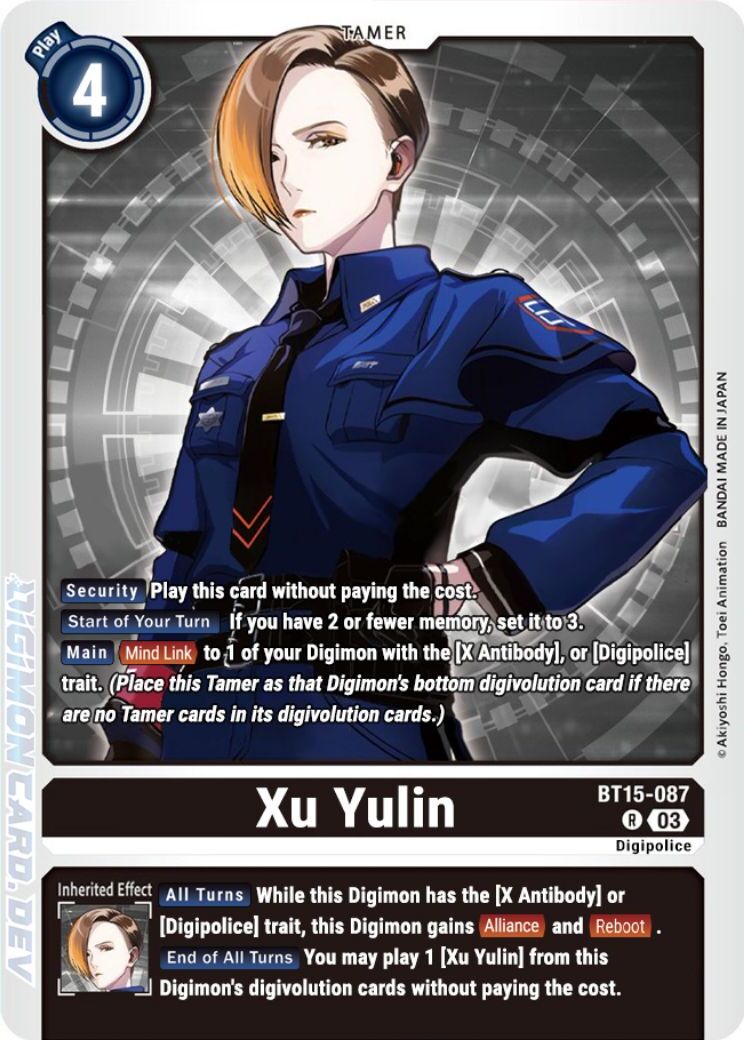 TAMER
Play
4
Security Play this card without paying the cost.
Start of Your Turn If you have 2 or fewer memory, set it to 3.
Main Mind Link to 1 of your Digimon with the [X Antibody], or [Digipolice]
trait. (Place this Tamer as that Digimon's bottom digivolution card if there
are no Tamer cards in its digivolution cards.)
DIGIMONCARD.DEV
© Akiyoshi Hongo, Toei Animation BANDAI MADE IN JAPAN
Xu Yulin
BT15-087
R 03
Digipolice
Inherited Effect
All Turns While this Digimon has the [X Antibody] or
[Digipolice] trait, this Digimon gains Alliance and Reboot .
End of All Turns You may play 1 [Xu Yulin] from this
Digimon's digivolution cards without paying the cost.